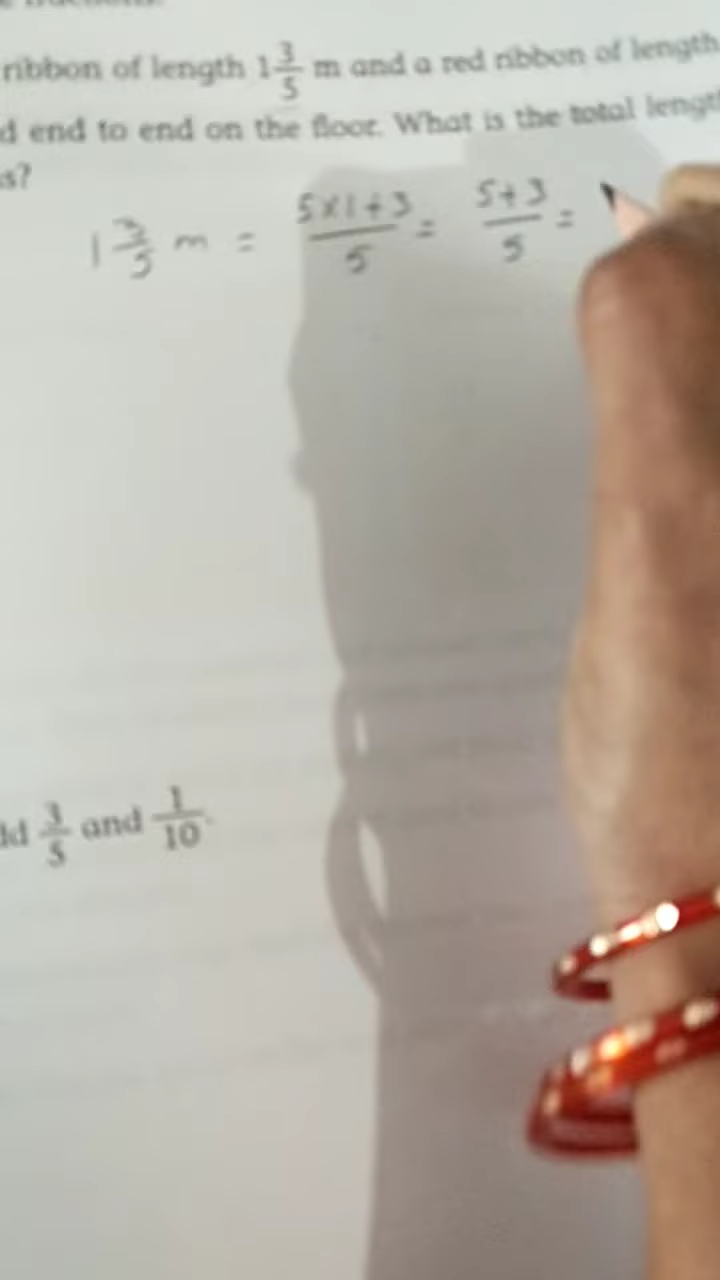 ribbon of length 1 3/5 m and a red ribbon of length
d end to end on the floor. What is the total lengt
s?
1 3/5 m = 5×1+3/5 = 5+3/5 =
dd 3/5 and 1/10.